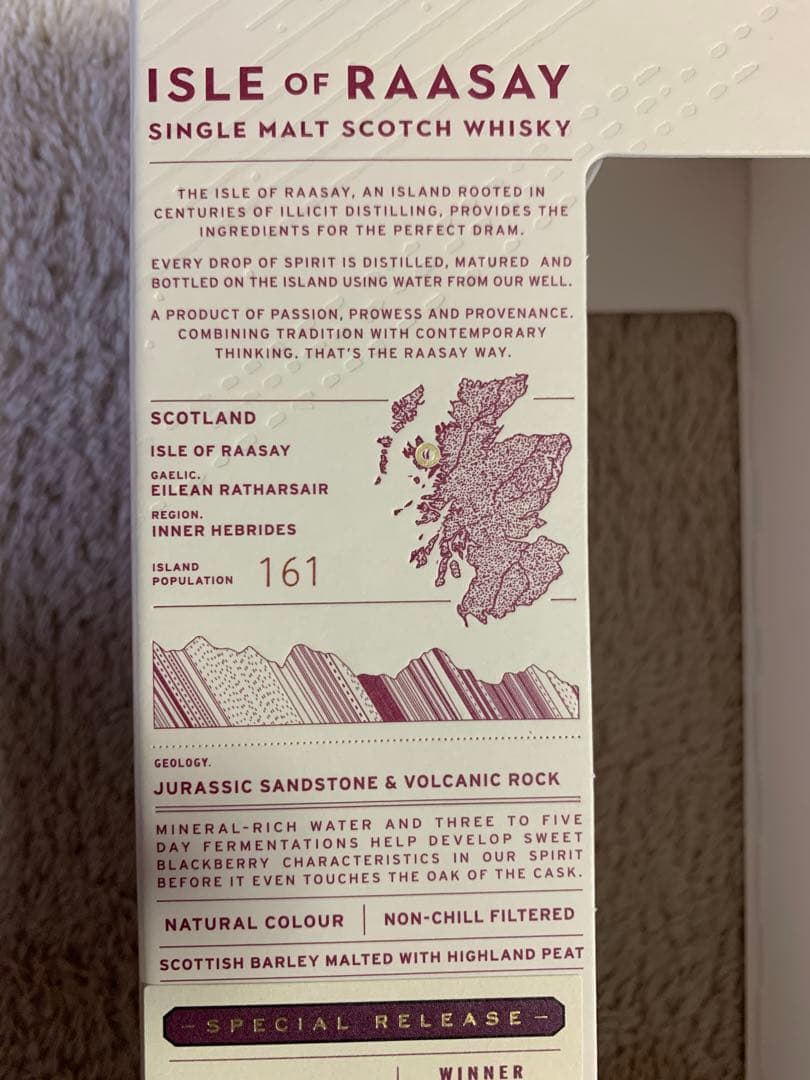 ISLE OF RAASAY
SINGLE MALT SCOTCH WHISKY
THE ISLE OF RAASAY, AN ISLAND ROOTED IN
CENTURIES OF ILLICIT DISTILLING, PROVIDES THE
INGREDIENTS FOR THE PERFECT DRAM.
EVERY DROP OF SPIRIT IS DISTILLED, MATURED AND
BOTTLED ON THE ISLAND USING WATER FROM OUR WELL.
A PRODUCT OF PASSION, PROWESS AND PROVENANCE.
COMBINING TRADITION WITH CONTEMPORARY
THINKING. THAT'S THE RAASAY WAY.
SCOTLAND
ISLE OF RAASAY
GAELIC.
EILEAN RATHARSAIR
REGION.
INNER HEBRIDES
ISLAND
POPULATION 161
GEOLOGY.
JURASSIC SANDSTONE & VOLCANIC ROCK
MINERAL-RICH WATER AND THREE TO FIVE
DAY FERMENTATIONS HELP DEVELOP SWEET
BLACKBERRY CHARACTERISTICS IN OUR SPIRIT
BEFORE IT EVEN TOUCHES THE OAK OF THE CASK.
NATURAL COLOUR | NON-CHILL FILTERED
SCOTTISH BARLEY MALTED WITH HIGHLAND PEAT
– SPECIAL RELEASE –
WINNER